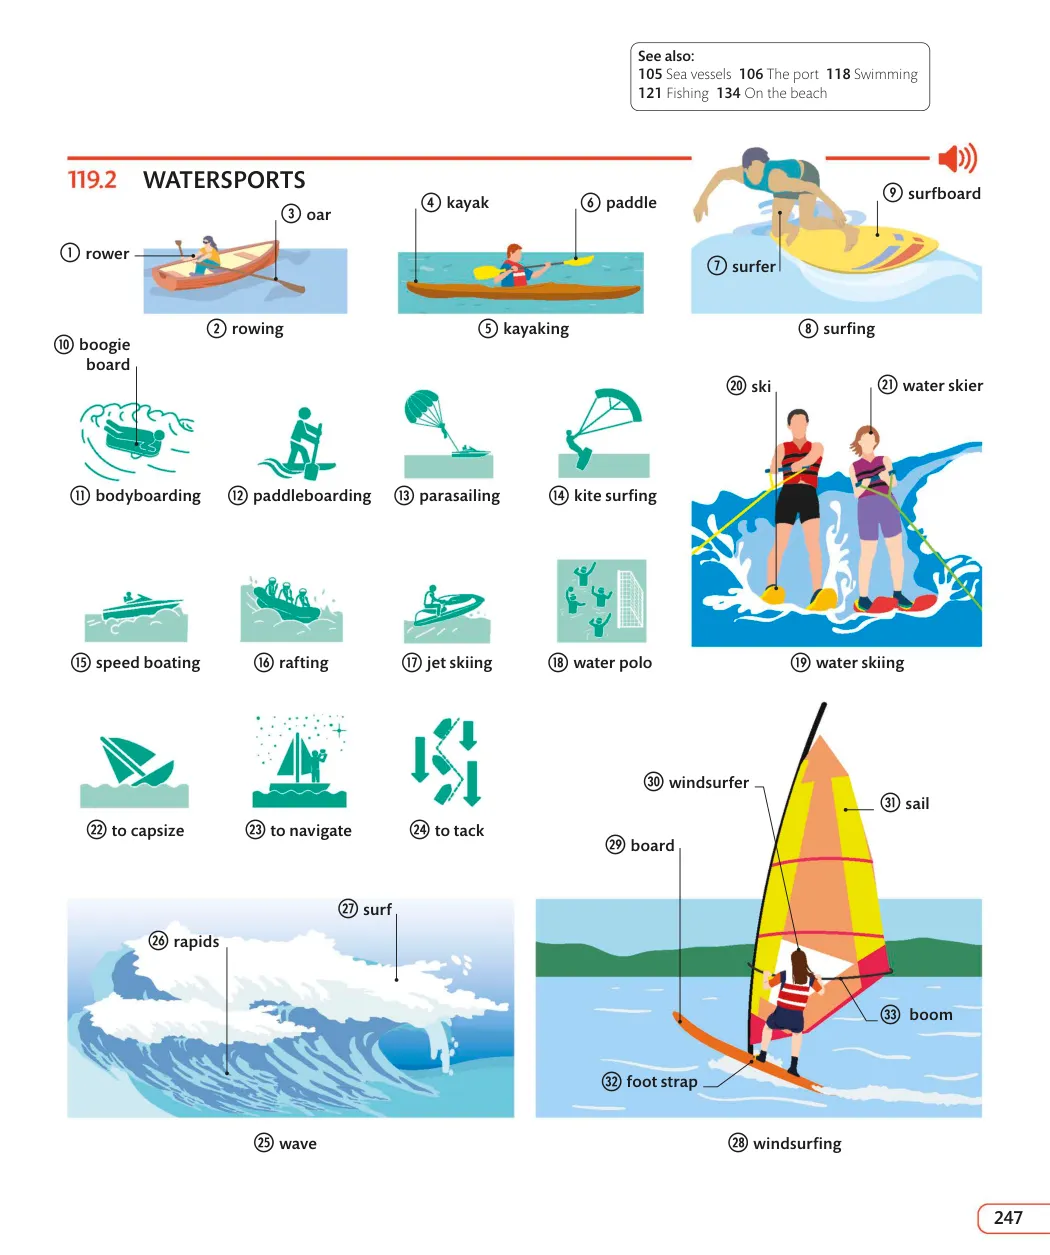 See also:
105 Sea vessels 106 The port 118 Swimming
121 Fishing 134 On the beach
119.2 WATERSPORTS
① rower
③ oar
② rowing
④ kayak
⑥ paddle
⑤ kayaking
⑨ surfboard
⑦ surfer
⑧ surfing
⑩ boogie
board
⑪ bodyboarding
⑫ paddleboarding
⑬ parasailing
⑭ kite surfing
⑳ ski
㉑ water skier
⑮ speed boating
⑯ rafting
⑰ jet skiing
⑱ water polo
⑲ water skiing
㉒ to capsize
㉓ to navigate
㉔ to tack
㉗ surf
㉖ rapids
㉕ wave
㉚ windsurfer
㉛ sail
㉙ board
㉝ boom
㉜ foot strap
㉘ windsurfing
247